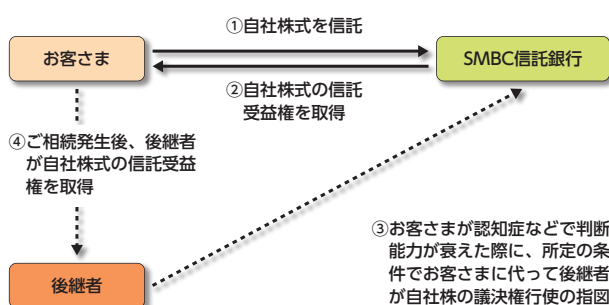 ①自社株式を信託
お客さま
SMBC信託銀行
②自社株式の信託
受益権を取得
④ご相続発生後、後継者
が自社株式の信託受益
権を取得
③お客さまが認知症などで判断
能力が衰えた際に、所定の条
件でお客さまに代って後継者
が自社株の議決権行使の指図
後継者